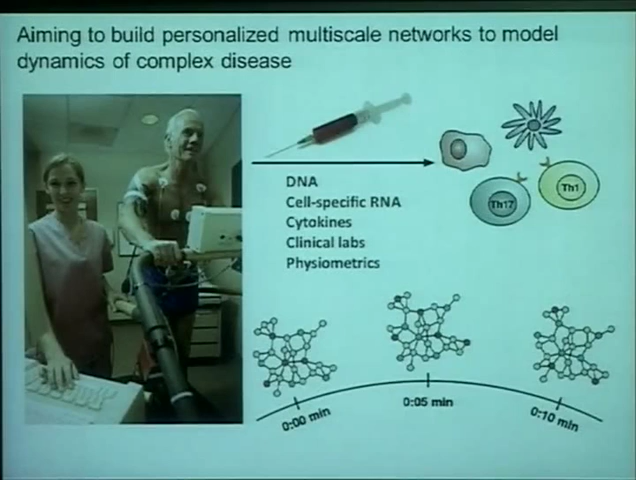 Aiming to build personalized multiscale networks to model
dynamics of complex disease
DNA
Cell-specific RNA
Cytokines
Clinical labs
Physiometrics
Th17
Th1
0:00 min
0:05 min
0:10 min